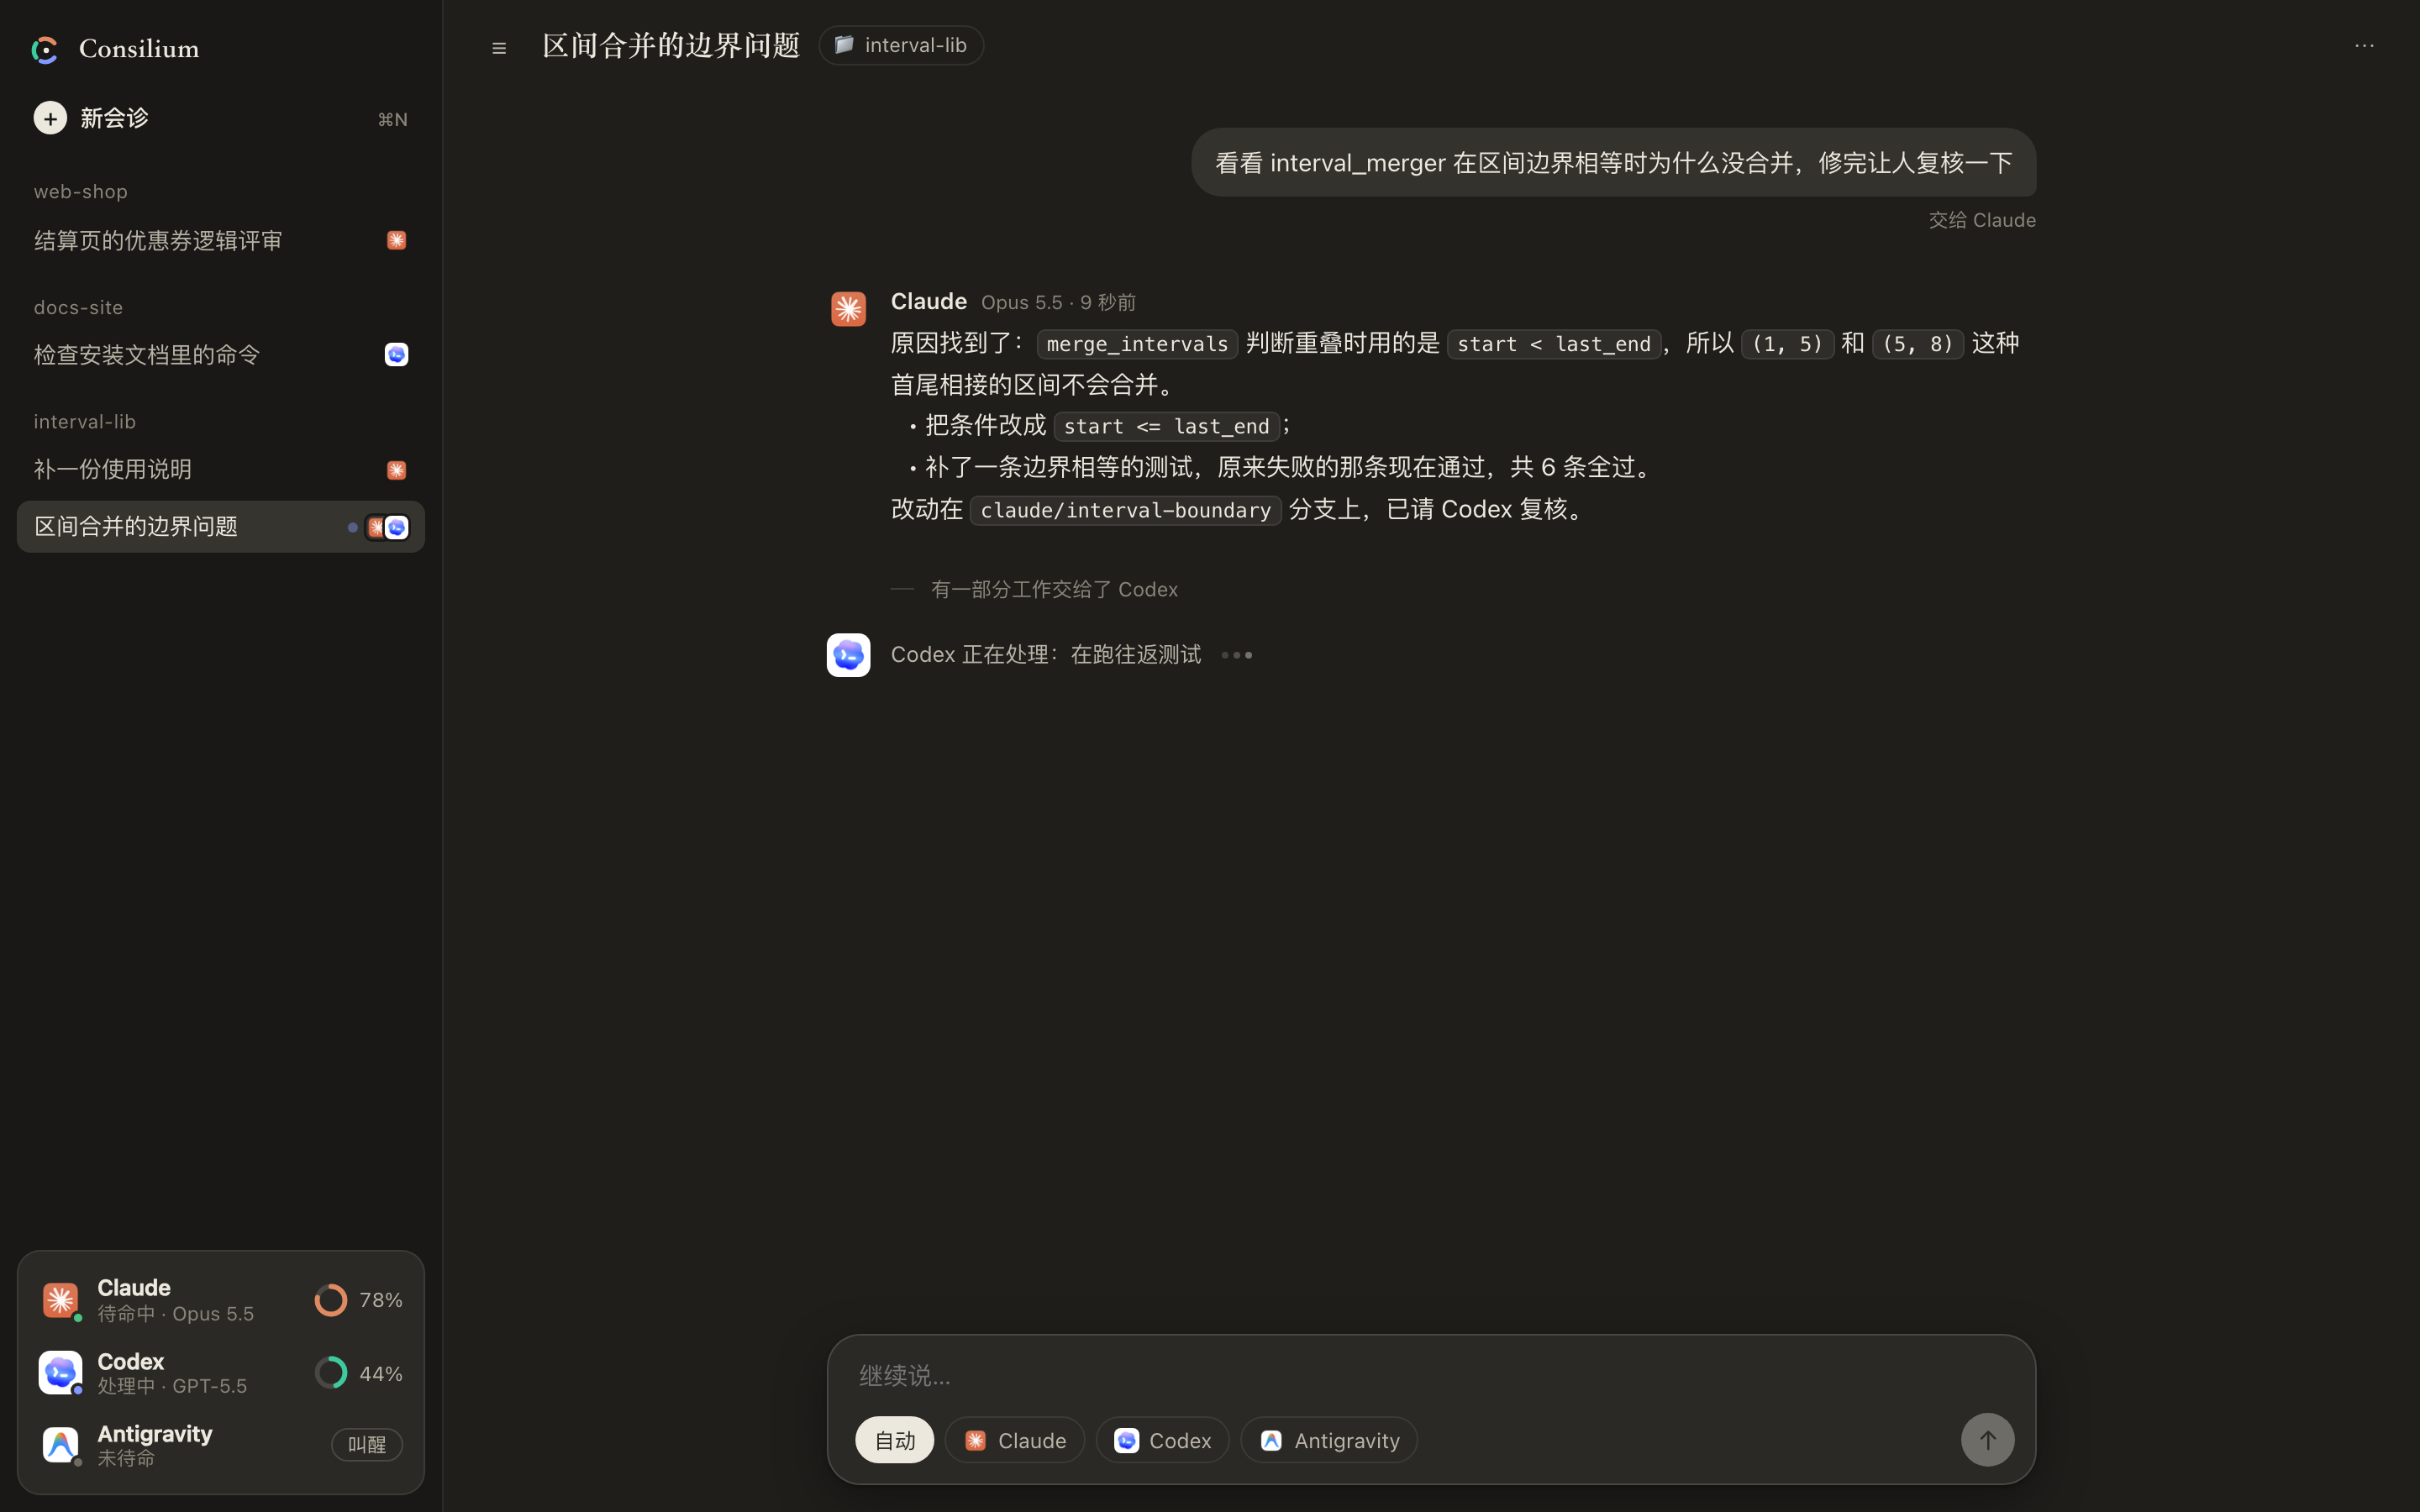 Consilium
新会诊 ⌘N
web-shop
结算页的优惠券逻辑评审
docs-site
检查安装文档里的命令
interval-lib
补一份使用说明
区间合并的边界问题
Claude
待命中 · Opus 5.5
78%
Codex
处理中 · GPT-5.5
44%
Antigravity
未待命
叫醒
区间合并的边界问题 interval-lib
看看 interval_merger 在区间边界相等时为什么没合并，修完让人复核一下
交给 Claude
Claude Opus 5.5 · 9 秒前
原因找到了： merge_intervals 判断重叠时用的是 start < last_end， 所以 (1, 5) 和 (5, 8) 这种
首尾相接的区间不会合并。
• 把条件改成 start <= last_end；
• 补了一条边界相等的测试，原来失败的那条现在通过，共 6 条全过。
改动在 claude/interval-boundary 分支上，已请 Codex 复核。
有一部分工作交给了 Codex
Codex 正在处理：在跑往返测试
继续说…
自动 Claude Codex Antigravity